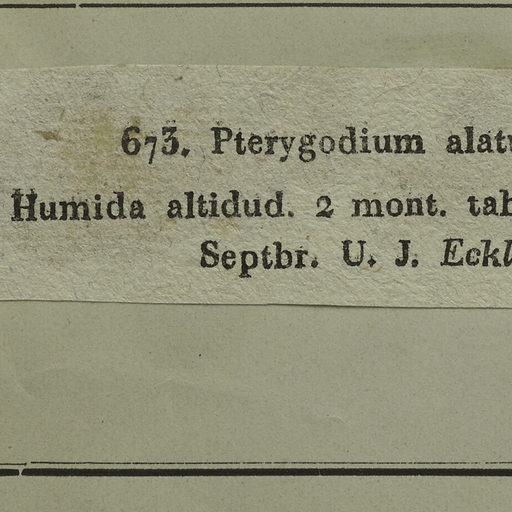 673. Pterygodium alat
Humida altidud. 2 mont. tab
Septbr. U. J. Eckl